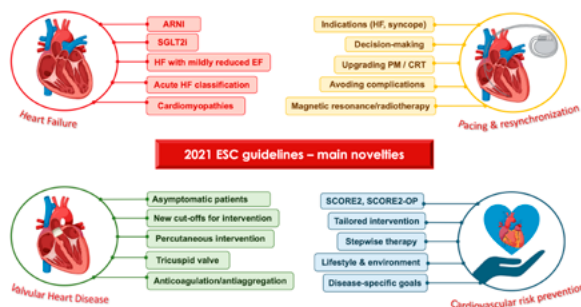 ARNI
SGLT2i
HF with mildly reduced EF
Acute HF classification
Cardiomyopathies
Heart Failure
Indications (HF, syncope)
Decision-making
Upgrading PM / CRT
Avoding complications
Magnetic resonance/radiotherapy
Pacing & resynchronization
2021 ESC guidelines – main novelties
Asymptomatic patients
New cut-offs for intervention
Percutaneous intervention
Tricuspid valve
Anticoagulation/antiaggregation
Valvular Heart Disease
SCORE2, SCORE2-OP
Tailored intervention
Stepwise therapy
Lifestyle & environment
Disease-specific goals
Cardiovascular risk prevention